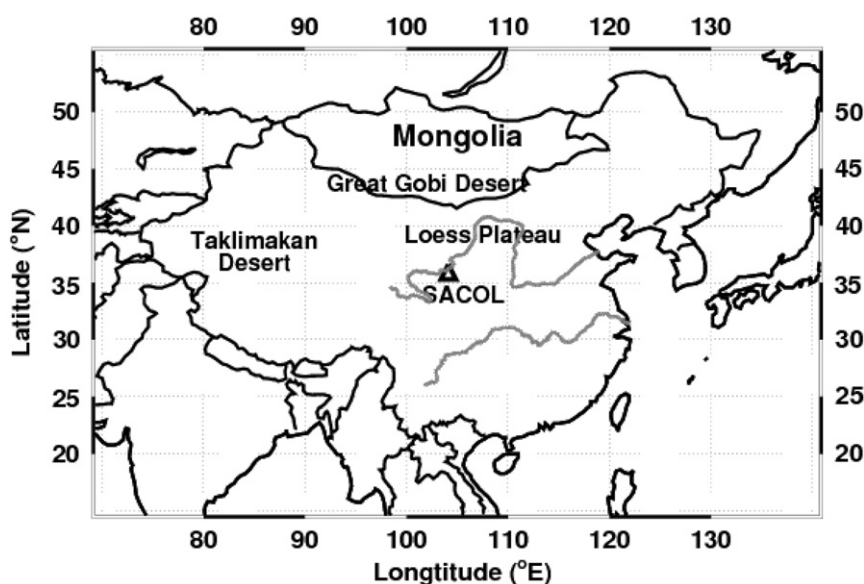 80 90 100 110 120 130
50 50
Mongolia
45 45
Great Gobi Desert
40 40
Taklimakan Loess Plateau
Desert
35 35
SACOL
30 30
25 25
20 20
80 90 100 110 120 130
Latitude (°N)
Longtitude (°E)